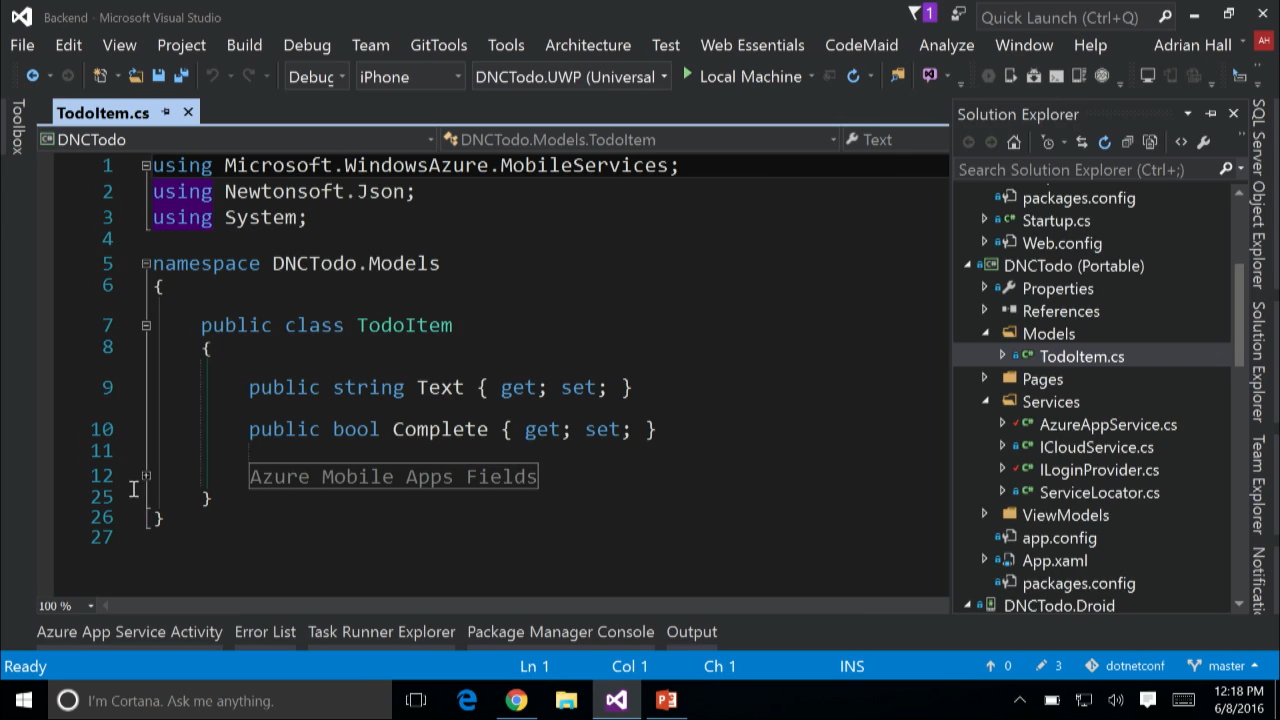 Backend - Microsoft Visual Studio
1
Quick Launch (Ctrl+Q)
File Edit View Project Build Debug Team GitTools Tools Architecture Test Web Essentials CodeMaid Analyze Window Help Adrian Hall AH
Debug iPhone DNCTodo.UWP (Universal Local Machine
Toolbox
TodoItem.cs
DNCTodo DNCTodo.Models.TodoItem Text
1 using Microsoft.WindowsAzure.MobileServices;
2 using Newtonsoft.Json;
3 using System;
4
5 namespace DNCTodo.Models
6 {
7 public class TodoItem
8 {
9 public string Text { get; set; }
10 public bool Complete { get; set; }
11
12 Azure Mobile Apps Fields
25 }
26 }
27
100 %
Solution Explorer
Search Solution Explorer (Ctrl+;)
packages.config
Startup.cs
Web.config
DNCTodo (Portable)
Properties
References
Models
TodoItem.cs
Pages
Services
AzureAppService.cs
ICloudService.cs
ILoginProvider.cs
ServiceLocator.cs
ViewModels
app.config
App.xaml
packages.config
DNCTodo.Droid
SQL Server Object Explorer
Solution Explorer
Team Explorer
Azure App Service Activity Error List Task Runner Explorer Package Manager Console Output
Ready Ln 1 Col 1 Ch 1 INS 0 3 dotnetconf master
I'm Cortana. Ask me anything.
12:18 PM
6/8/2016